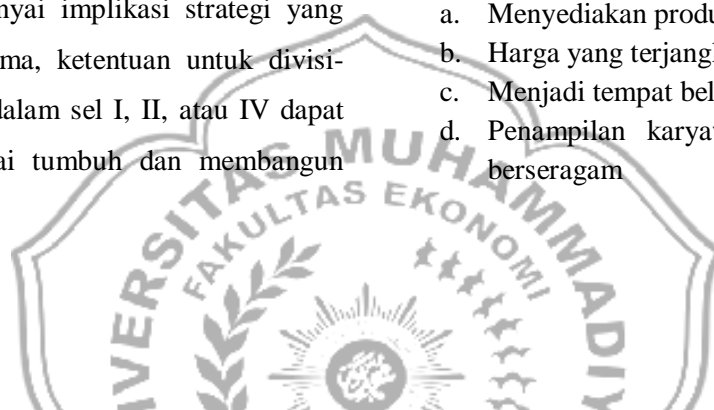 nyai implikasi strategi yang
ma, ketentuan untuk divisi-
dalam sel I, II, atau IV dapat
ai tumbuh dan membangun
a. Menyediakan produ
b. Harga yang terjangk
c. Menjadi tempat bel
d. Penampilan karya
berseragam
ERSITAS MUHAMMADIY
FAKULTAS EKONOMI